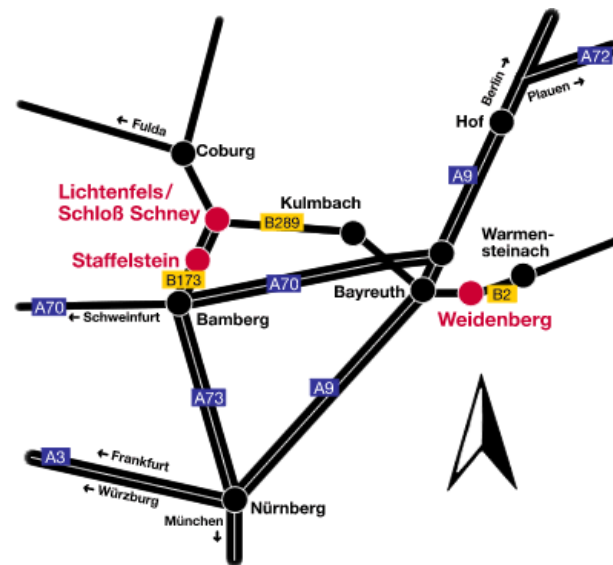 Berlin →
A72
Plauen →
← Fulda
Hof
Coburg
A9
Lichtenfels/
Schloß Schney
Kulmbach
B289
Warmen-
steinach
Staffelstein
B173
A70
Bayreuth
B2
A70
← Schweinfurt
Bamberg
Weidenberg
A73
A9
A3
← Frankfurt
← Würzburg
Nürnberg
München
↓